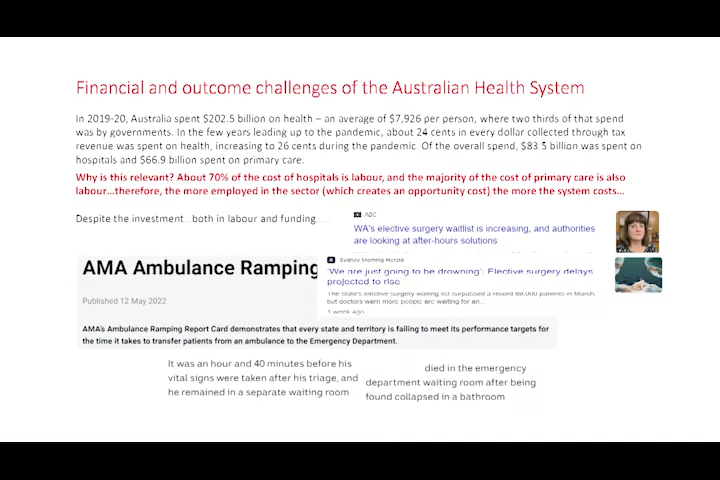 Financial and outcome challenges of the Australian Health System
In 2019-20, Australia spent $202.5 billion on health – an average of $7,926 per person, where two thirds of that spend
was by governments. In the few years leading up to the pandemic, about 24 cents in every dollar collected through tax
revenue was spent on health, increasing to 26 cents during the pandemic. Of the overall spend, $83.5 billion was spent on
hospitals and $66.9 billion spent on primary care.
Why is this relevant? About 70% of the cost of hospitals is labour, and the majority of the cost of primary care is also
labour…therefore, the more employed in the sector (which creates an opportunity cost) the more the system costs…
Despite the investment…both in labour and funding……
ABC
WA's elective surgery waitlist is increasing, and authorities
are looking at after-hours solutions
Sydney Morning Herald
'We are just going to be drowning': Elective surgery delays
projected to rise
The state's elective surgery waiting list surpassed a record 89,000 patients in March,
but doctors warn more people are waiting for an...
1 week ago
AMA Ambulance Ramping
Published 12 May 2022
AMA's Ambulance Ramping Report Card demonstrates that every state and territory is failing to meet its performance targets for
the time it takes to transfer patients from an ambulance to the Emergency Department.
It was an hour and 40 minutes before his
vital signs were taken after his triage, and
he remained in a separate waiting room
died in the emergency
department waiting room after being
found collapsed in a bathroom